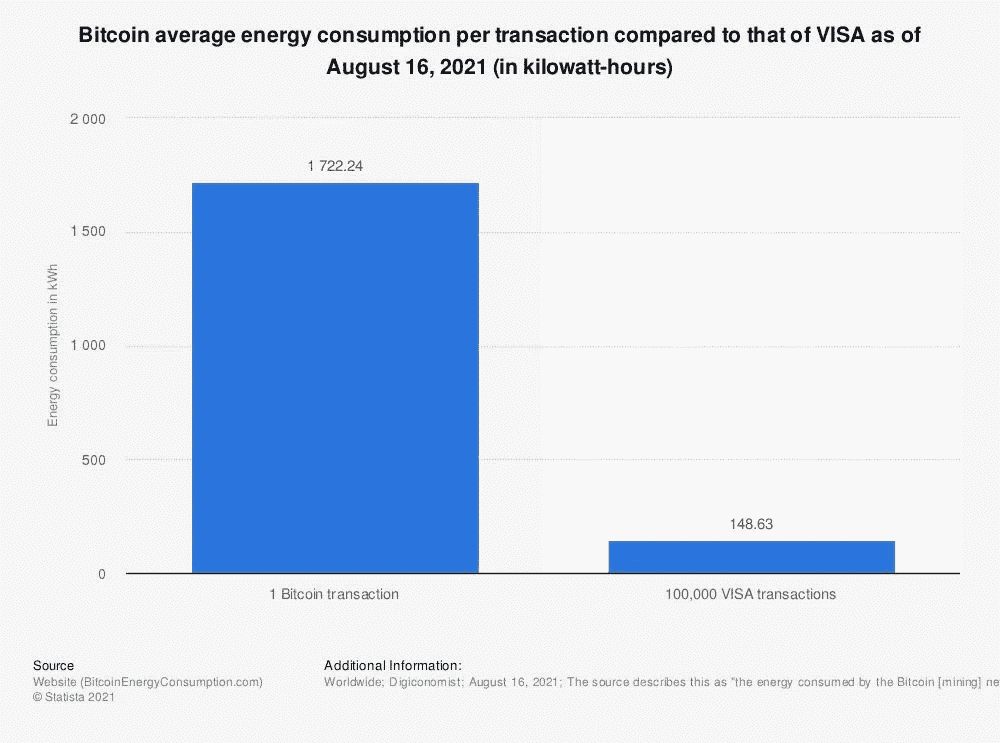 Bitcoin average energy consumption per transaction compared to that of VISA as of
August 16, 2021 (in kilowatt-hours)
2 000
1 500
1 000
500
0
Energy consumption in kWh
1 722.24
148.63
1 Bitcoin transaction
100,000 VISA transactions
Source
Website (BitcoinEnergyConsumption.com)
© Statista 2021
Additional Information:
Worldwide; Digiconomist; August 16, 2021; The source describes this as "the energy consumed by the Bitcoin [mining]